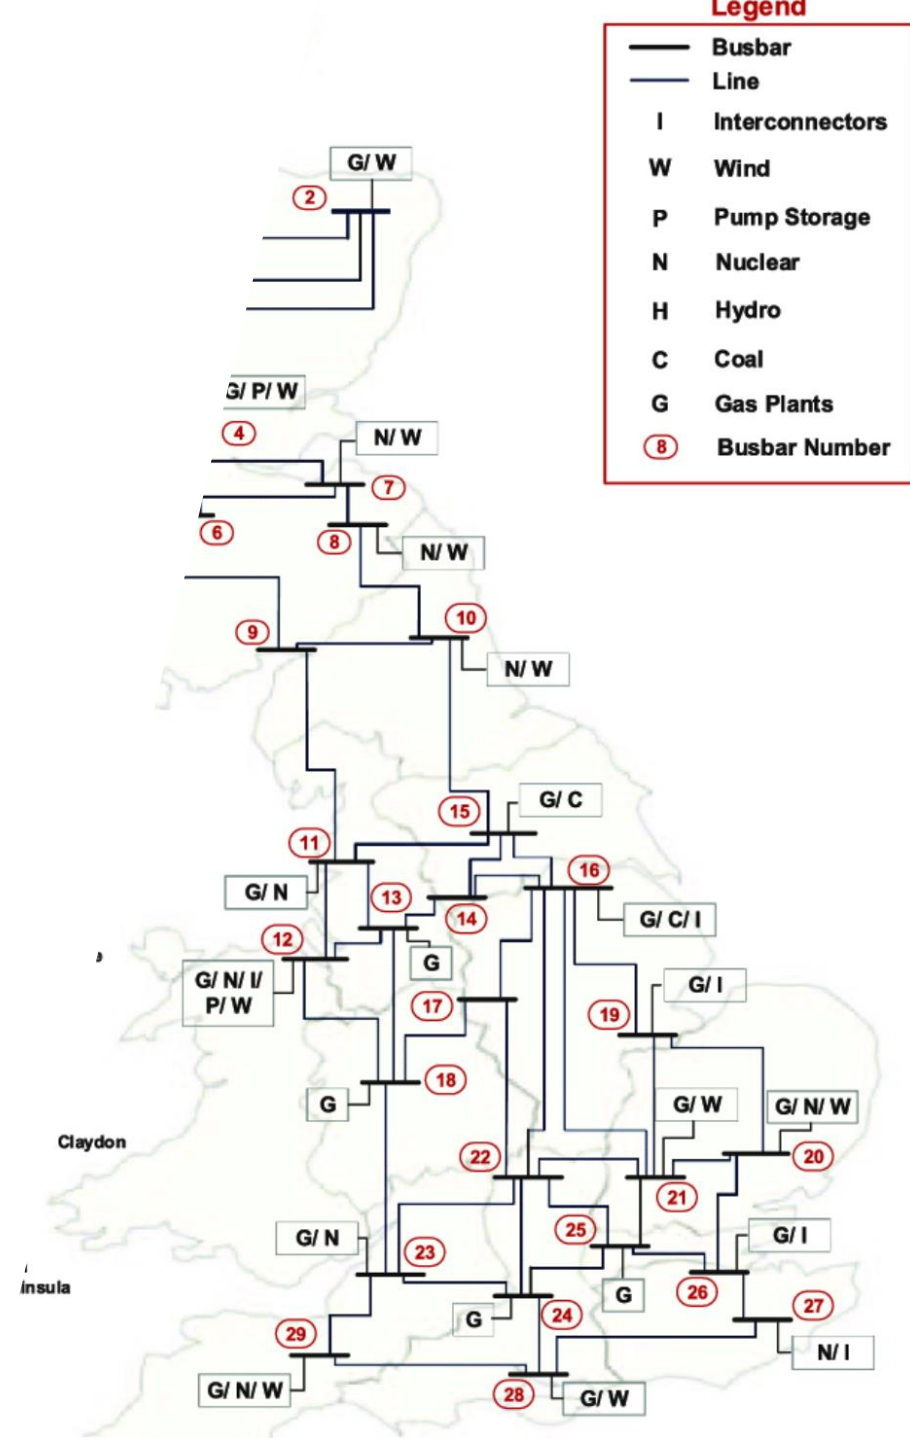 Legend
Busbar
Line
I Interconnectors
W Wind
P Pump Storage
N Nuclear
H Hydro
C Coal
G Gas Plants
8 Busbar Number
G/ W
2
G/ P/ W
4
N/ W
7
6
8
N/ W
10
9
N/ W
15
G/ C
11
16
G/ N
13
14
G/ C/ I
12
G
G/ N/ I/
P/ W
G/ I
17
19
18
G
G/ W
G/ N/ W
Claydon
22
20
21
25
G/ N
23
G/ I
insula
26
G
24
G
27
29
N/ I
G/ N/ W
28
G/ W